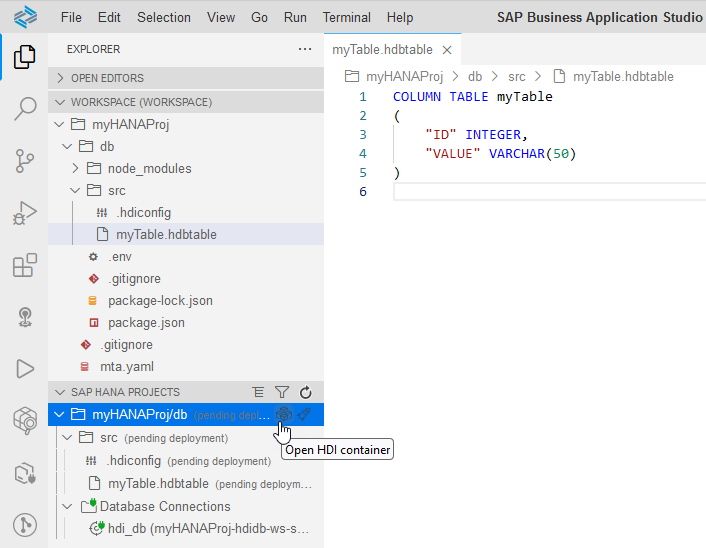 File Edit Selection View Go Run Terminal Help SAP Business Application Studio
EXPLORER
OPEN EDITORS
WORKSPACE (WORKSPACE)
myHANAProj
db
node_modules
src
.hdiconfig
myTable.hdbtable
.env
.gitignore
package-lock.json
package.json
.gitignore
mta.yaml
SAP HANA PROJECTS
myHANAProj/db (pending depl...
Open HDI container
src (pending deployment)
.hdiconfig (pending deployment)
myTable.hdbtable (pending deploym...
Database Connections
hdi_db (myHANAProj-hdidb-ws-s...
myTable.hdbtable
myHANAProj > db > src > myTable.hdbtable
1 COLUMN TABLE myTable
2 (
3 "ID" INTEGER,
4 "VALUE" VARCHAR(50)
5 )
6